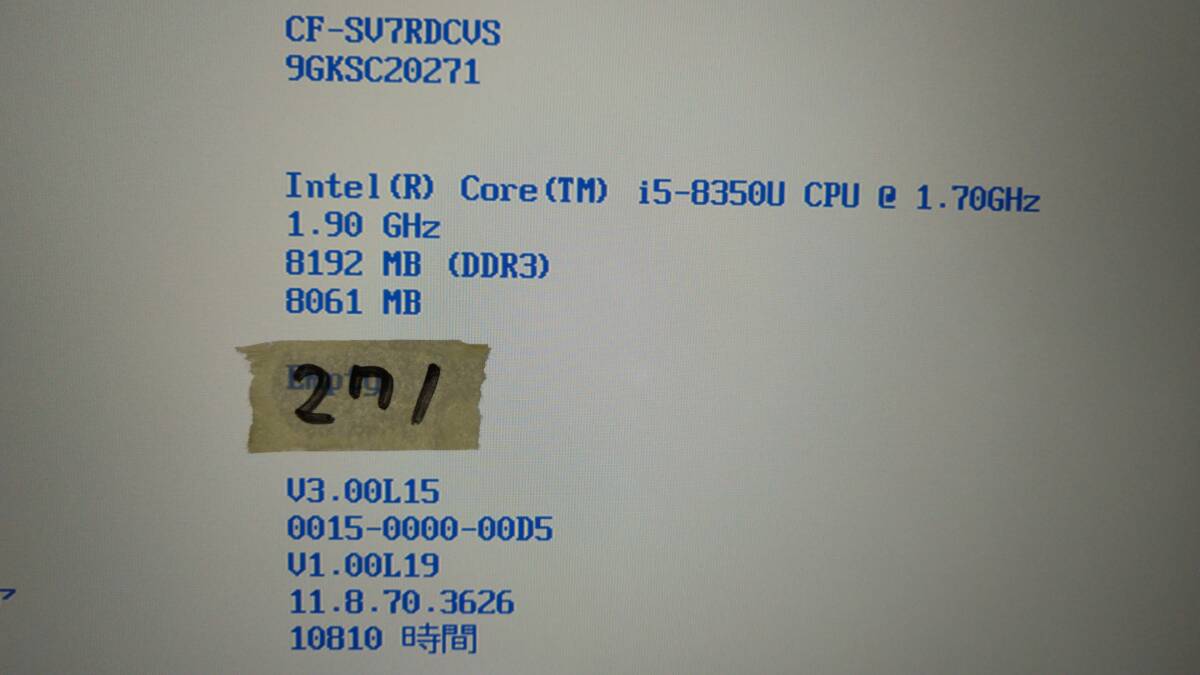 CF-SV7RDCVS
9GKSC20271
Intel(R) Core(TM) i5-8350U CPU @ 1.70GHz
1.90 GHz
8192 MB (DDR3)
8061 MB
Empty
271
V3.00L15
0015-0000-00D5
V1.00L19
11.8.70.3626
10810 時間